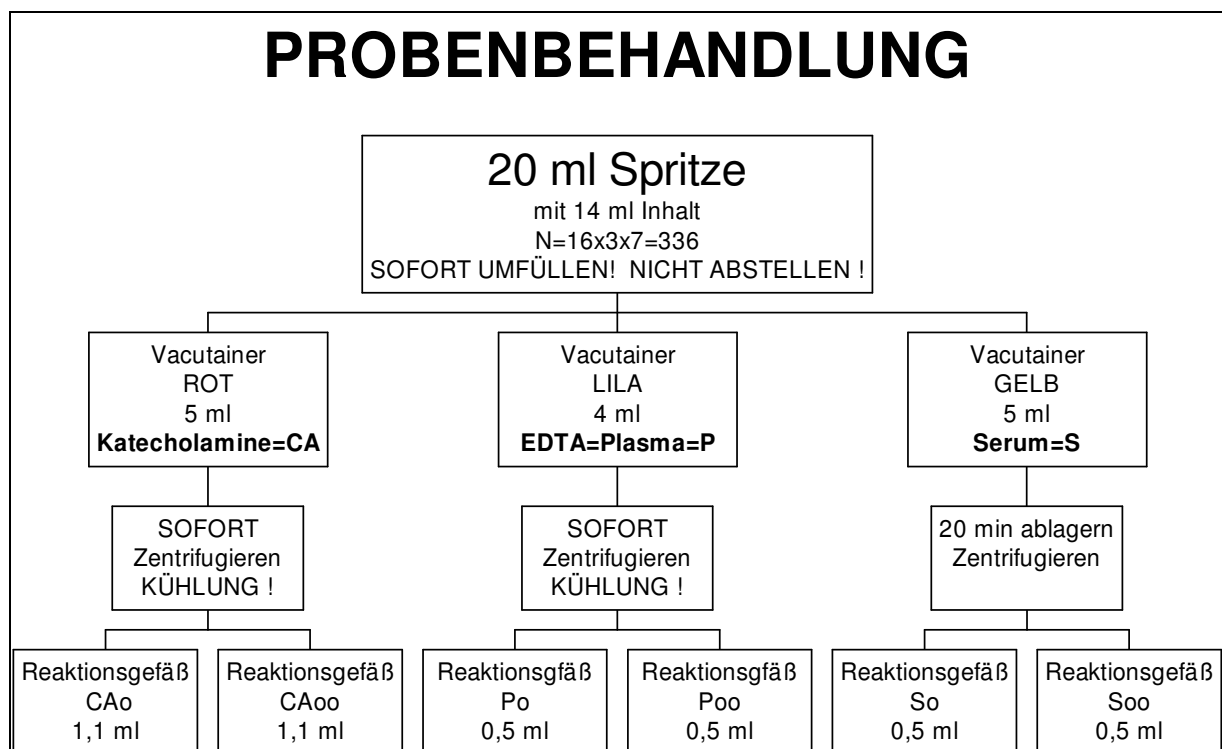 PROBENBEHANDLUNG
20 ml Spritze
mit 14 ml Inhalt
N=16x3x7=336
SOFORT UMFÜLLEN!  NICHT ABSTELLEN !
Vacutainer
ROT
5 ml
Katecholamine=CA
Vacutainer
LILA
4 ml
EDTA=Plasma=P
Vacutainer
GELB
5 ml
Serum=S
SOFORT
Zentrifugieren
KÜHLUNG !
SOFORT
Zentrifugieren
KÜHLUNG !
20 min ablagern
Zentrifugieren
Reaktionsgefäß
CAo
1,1 ml
Reaktionsgefäß
CAoo
1,1 ml
Reaktionsgfäß
Po
0,5 ml
Reaktionsgefäß
Poo
0,5 ml
Reaktionsgefäß
So
0,5 ml
Reaktionsgefäß
Soo
0,5 ml